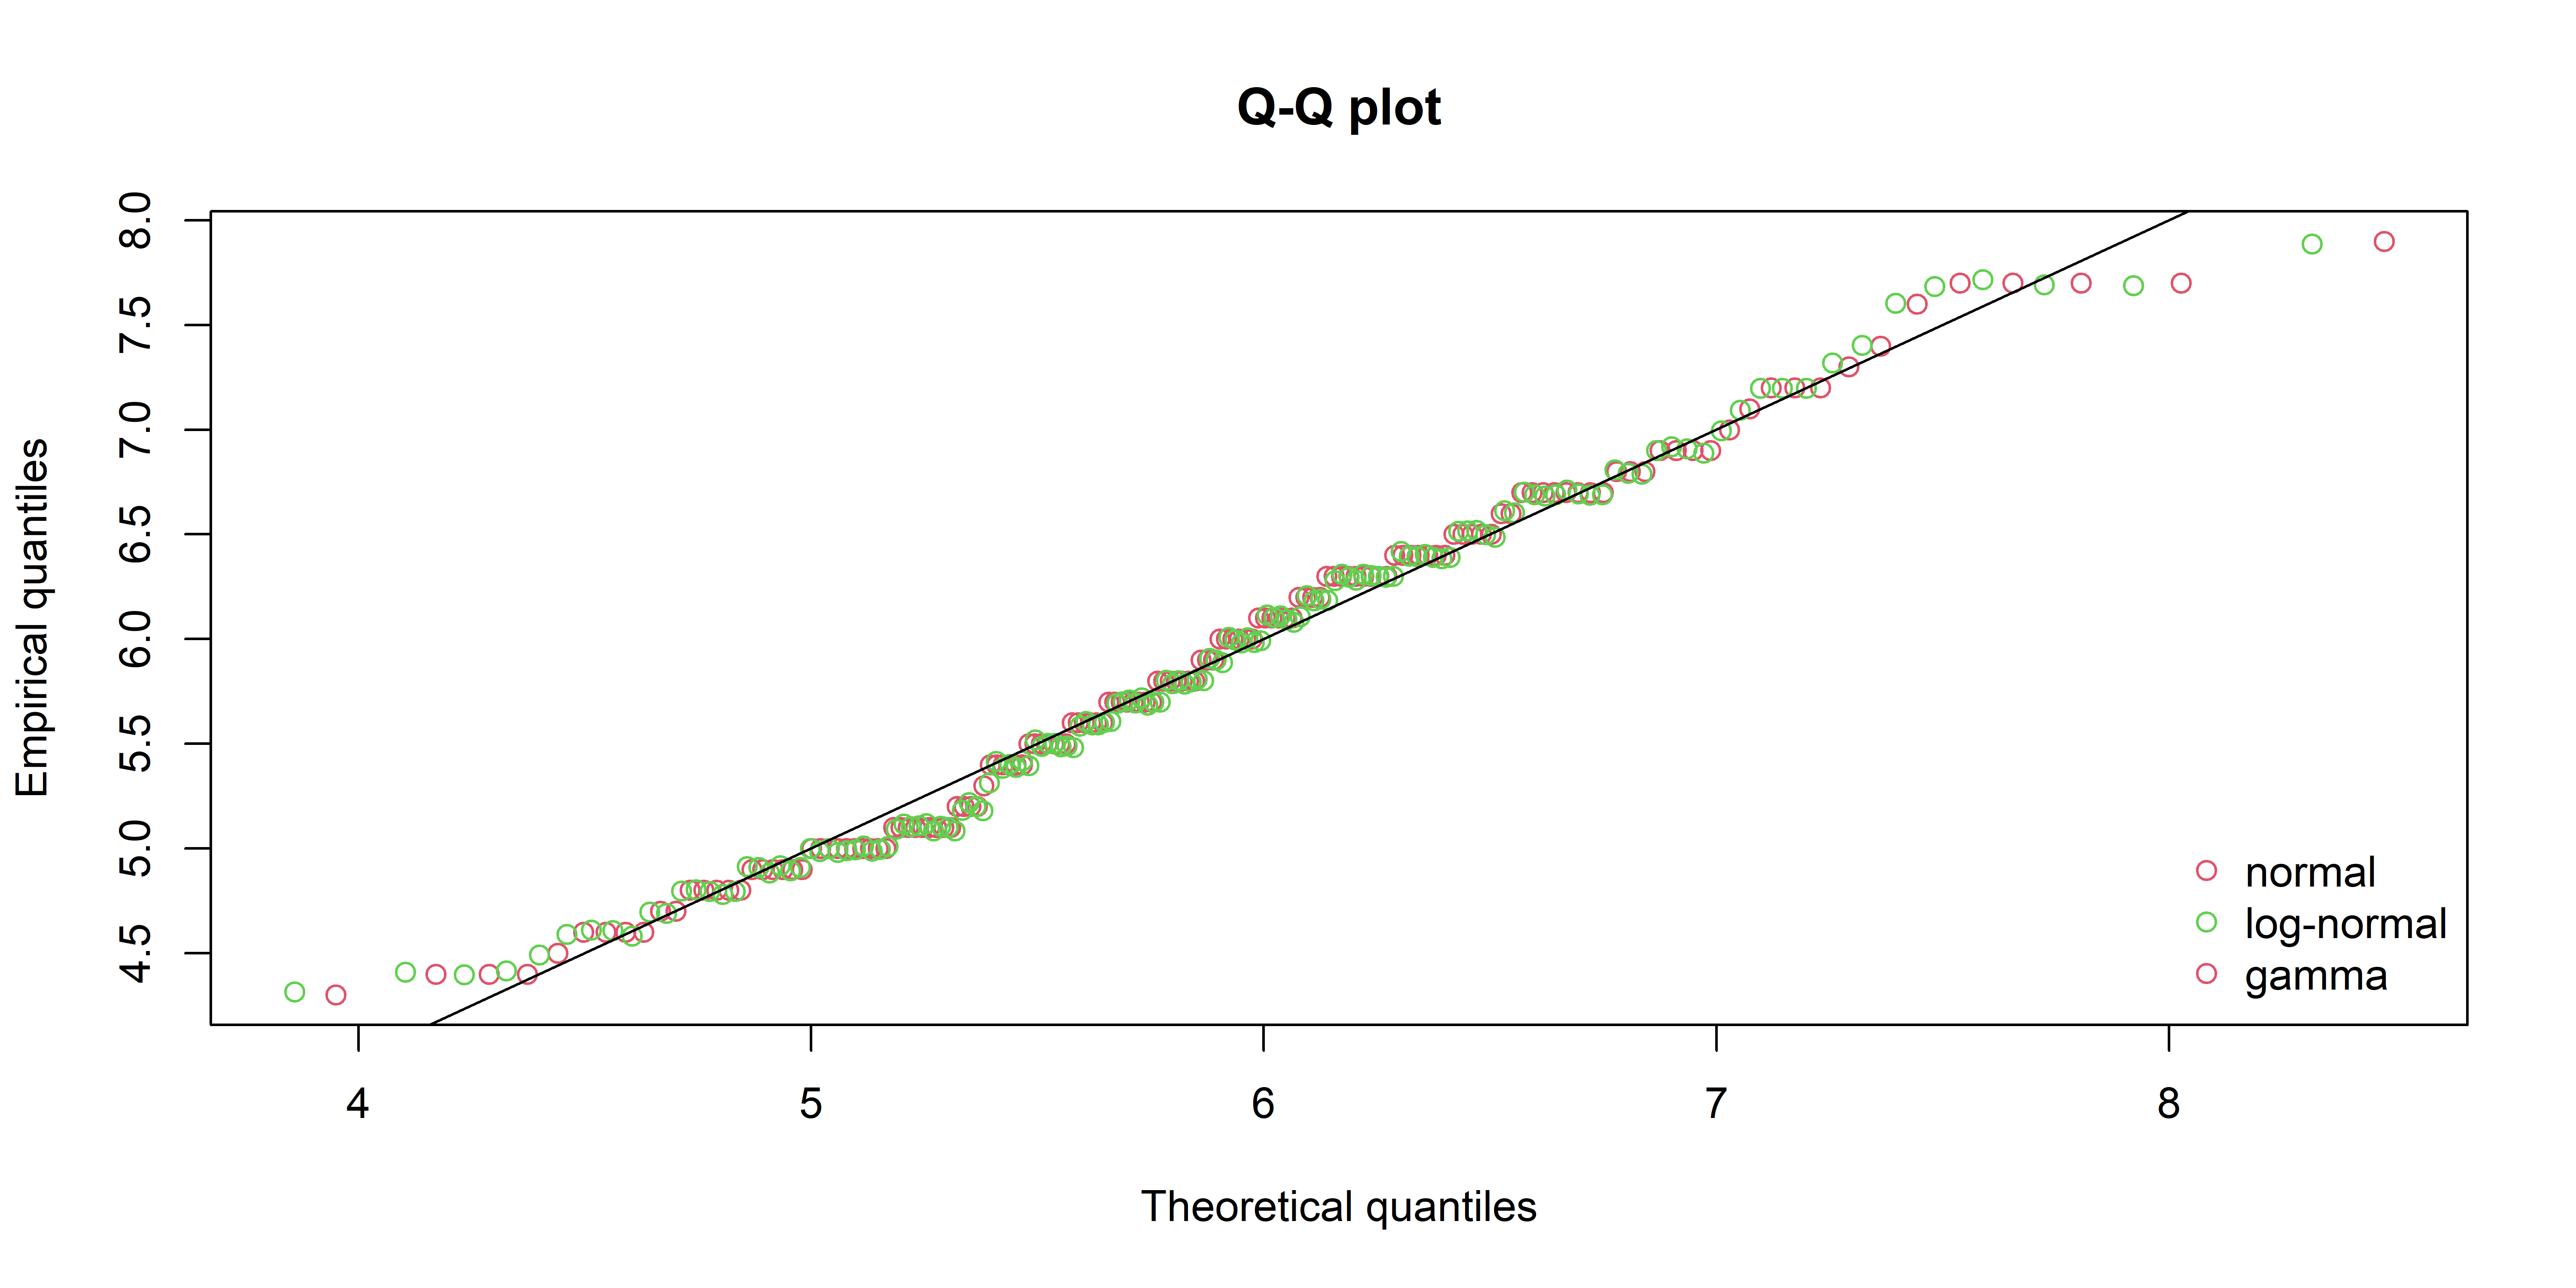 Q-Q plot
Empirical quantiles
8.0
7.5
7.0
6.5
6.0
5.5
5.0
4.5
normal
log-normal
gamma
4 5 6 7 8
Theoretical quantiles